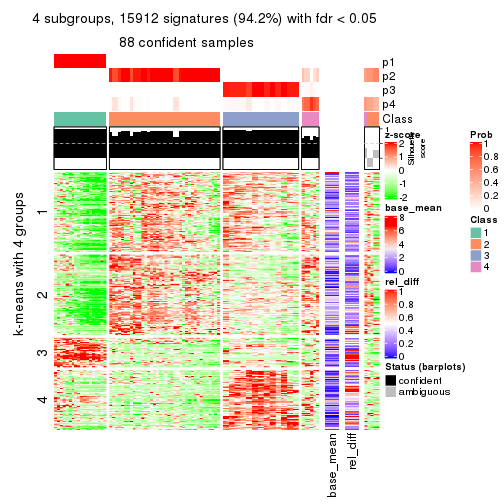 4 subgroups, 15912 signatures (94.2%) with fdr < 0.05
88 confident samples
p1
p2
p3
p4
Class
1
0
Silhouette
score
k-means with 4 groups
1
2
3
4
base_mean
rel_diff
z-score
2
1
0
-1
-2
base_mean
8
6
4
2
0
rel_diff
1
0.8
0.6
0.4
0.2
0
Status (barplots)
confident
ambiguous
Prob
1
0.8
0.6
0.4
0.2
0
Class
1
2
3
4